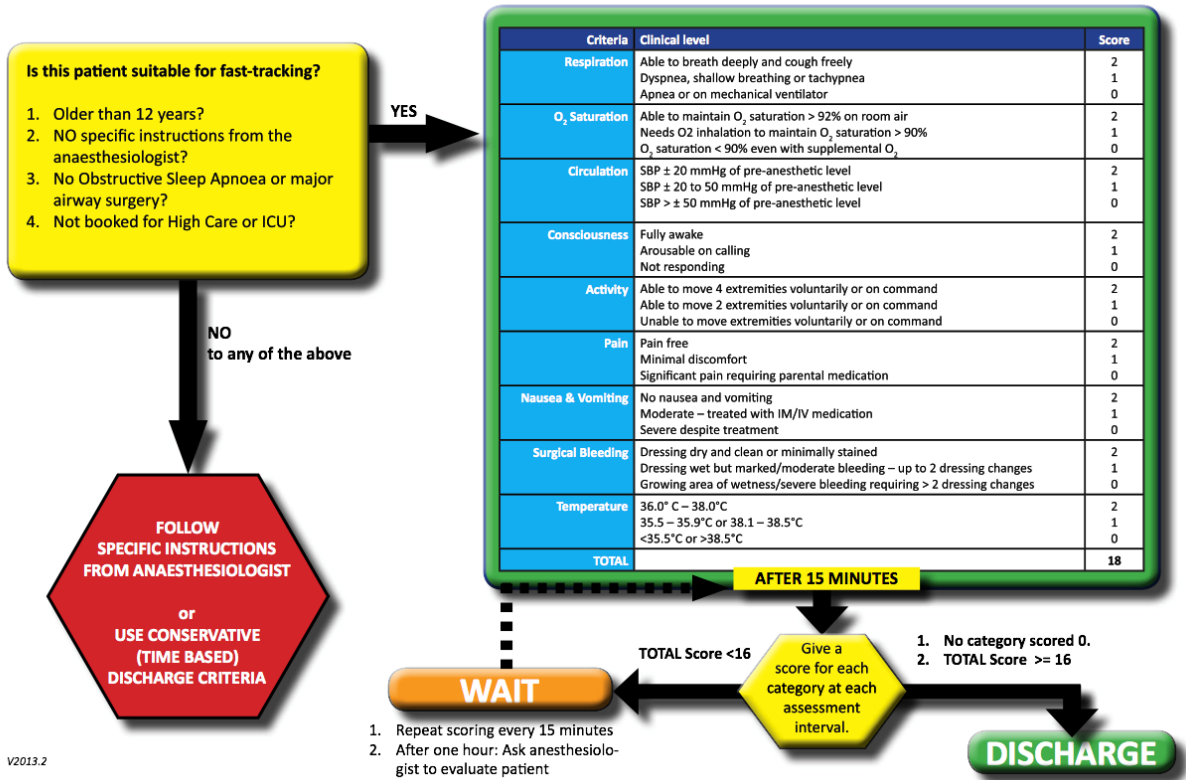 Is this patient suitable for fast-tracking?
1. Older than 12 years?
2. NO specific instructions from the
anaesthesiologist?
3. No Obstructive Sleep Apnoea or major
airway surgery?
4. Not booked for High Care or ICU?
YES
NO
to any of the above
FOLLOW
SPECIFIC INSTRUCTIONS
FROM ANAESTHESIOLOGIST
or
USE CONSERVATIVE
(TIME BASED)
DISCHARGE CRITERIA
Criteria Clinical level Score
Respiration Able to breath deeply and cough freely 2
Dyspnea, shallow breathing or tachypnea 1
Apnea or on mechanical ventilator 0
O₂ Saturation Able to maintain O₂ saturation > 92% on room air 2
Needs O2 inhalation to maintain O₂ saturation > 90% 1
O₂ saturation < 90% even with supplemental O₂ 0
Circulation SBP ± 20 mmHg of pre-anesthetic level 2
SBP ± 20 to 50 mmHg of pre-anesthetic level 1
SBP > ± 50 mmHg of pre-anesthetic level 0
Consciousness Fully awake 2
Arousable on calling 1
Not responding 0
Activity Able to move 4 extremities voluntarily or on command 2
Able to move 2 extremities voluntarily or on command 1
Unable to move extremities voluntarily or on command 0
Pain Pain free 2
Minimal discomfort 1
Significant pain requiring parental medication 0
Nausea & Vomiting No nausea and vomiting 2
Moderate – treated with IM/IV medication 1
Severe despite treatment 0
Surgical Bleeding Dressing dry and clean or minimally stained 2
Dressing wet but marked/moderate bleeding – up to 2 dressing changes 1
Growing area of wetness/severe bleeding requiring > 2 dressing changes 0
Temperature 36.0° C – 38.0°C 2
35.5 – 35.9°C or 38.1 – 38.5°C 1
<35.5°C or >38.5°C 0
TOTAL 18
AFTER 15 MINUTES
Give a
score for each
category at each
assessment
interval.
TOTAL Score <16
1. No category scored 0.
2. TOTAL Score >= 16
WAIT
1. Repeat scoring every 15 minutes
2. After one hour: Ask anesthesiolo-
gist to evaluate patient
DISCHARGE
V2013.2